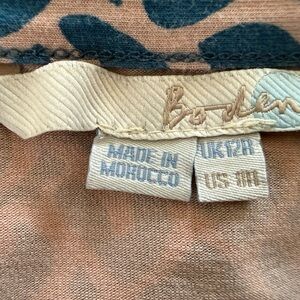 Boden
MADE IN
MOROCCO
UK12R
US 8R